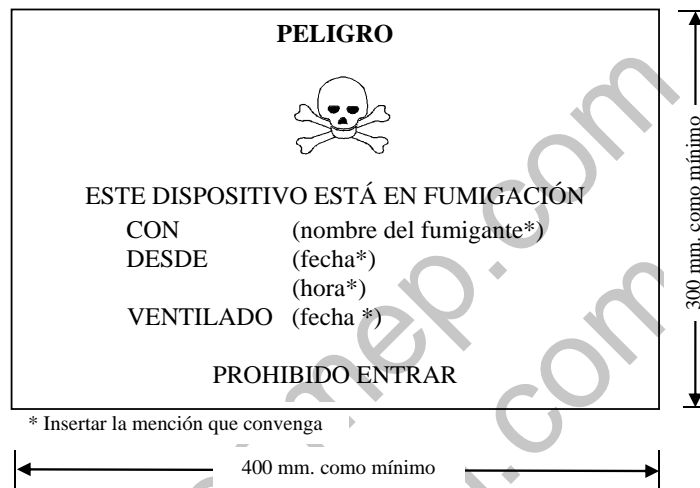 PELIGRO
ESTE DISPOSITIVO ESTÁ EN FUMIGACIÓN
CON (nombre del fumigante*)
DESDE (fecha*)
(hora*)
VENTILADO (fecha *)
PROHIBIDO ENTRAR
* Insertar la mención que convenga
400 mm. como mínimo
300 mm. como mínimo